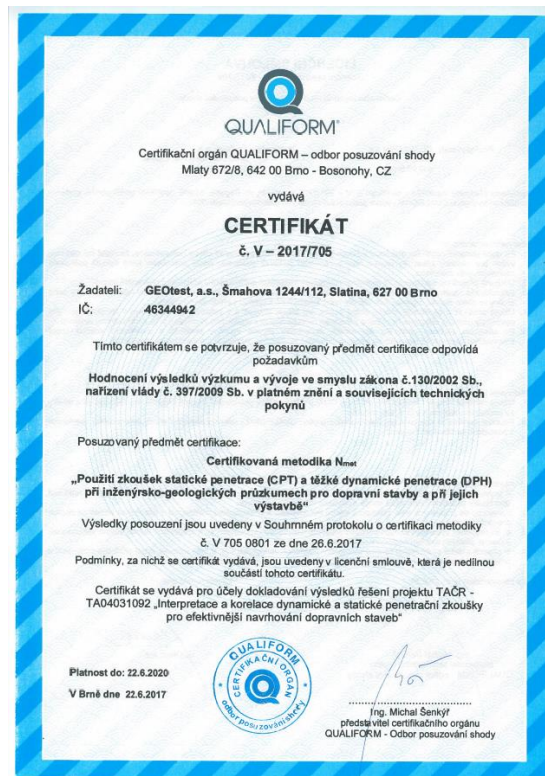 QUALIFORM®
Certifikační orgán QUALIFORM – odbor posuzování shody
Mlaty 672/8, 642 00 Brno - Bosonohy, CZ
vydává
CERTIFIKÁT
č. V – 2017/705
Žadateli: GEOtest, a.s., Šmahova 1244/112, Slatina, 627 00 Brno
IČ: 46344942
Tímto certifikátem se potvrzuje, že posuzovaný předmět certifikace odpovídá
požadavkům
Hodnocení výsledků výzkumu a vývoje ve smyslu zákona č.130/2002 Sb.,
nařízení vlády č. 397/2009 Sb. v platném znění a souvisejících technických
pokynů
Posuzovaný předmět certifikace:
Certifikovaná metodika Nmet
„Použití zkoušek statické penetrace (CPT) a těžké dynamické penetrace (DPH)
při inženýrsko-geologických průzkumech pro dopravní stavby a při jejich
výstavbě“
Výsledky posouzení jsou uvedeny v Souhrnném protokolu o certifikaci metodiky
č. V 705 0801 ze dne 26.6.2017
Podmínky, za nichž se certifikát vydává, jsou uvedeny v licenční smlouvě, která je nedílnou
součástí tohoto certifikátu.
Certifikát se vydává pro účely dokladování výsledků řešení projektu TAČR -
TA04031092 „Interpretace a korelace dynamické a statické penetrační zkoušky
pro efektivnější navrhování dopravních staveb“
Platnost do: 22.6.2020
V Brně dne 22.6.2017
QUALIFORM
CERTIFIKAČNÍ ORGÁN
odbor posuzování shody
Ing. Michal Šenkýř
představitel certifikačního orgánu
QUALIFORM - Odbor posuzování shody